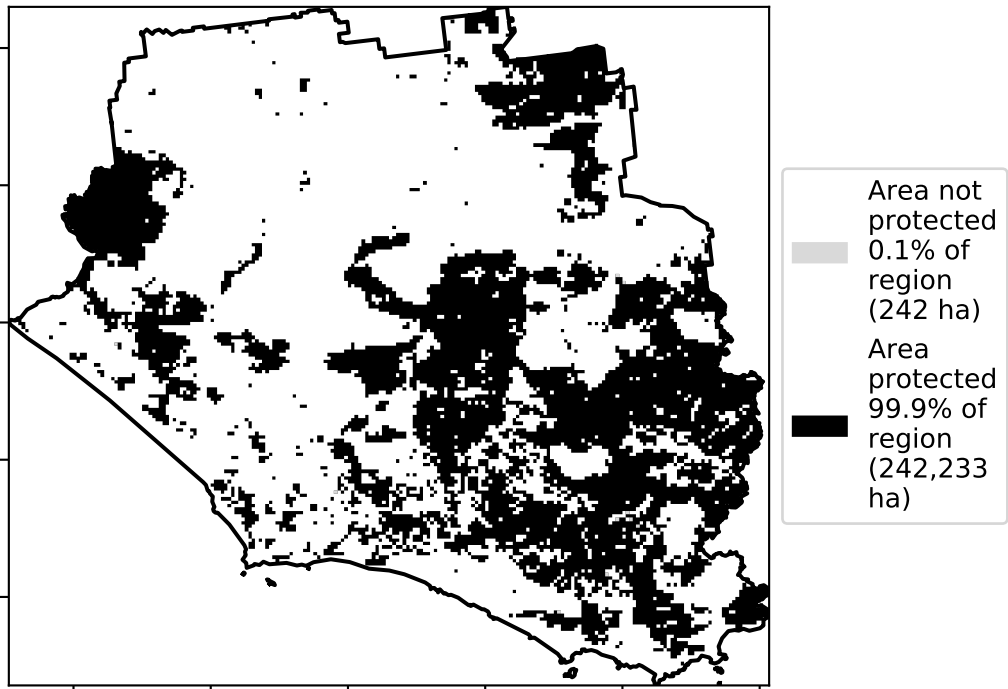 Area not
protected
0.1% of
region
(242 ha)
Area
protected
99.9% of
region
(242,233
ha)